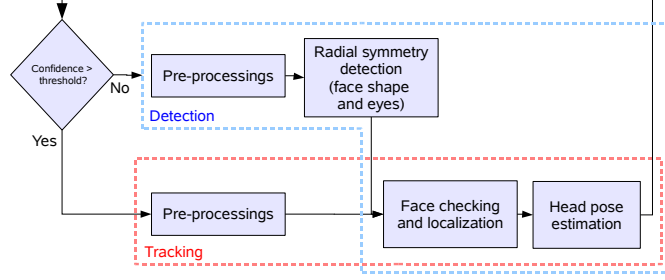 Confidence >
threshold?
No
Yes
Pre-processings
Radial symmetry
detection
(face shape
and eyes)
Detection
Pre-processings
Face checking
and localization
Head pose
estimation
Tracking